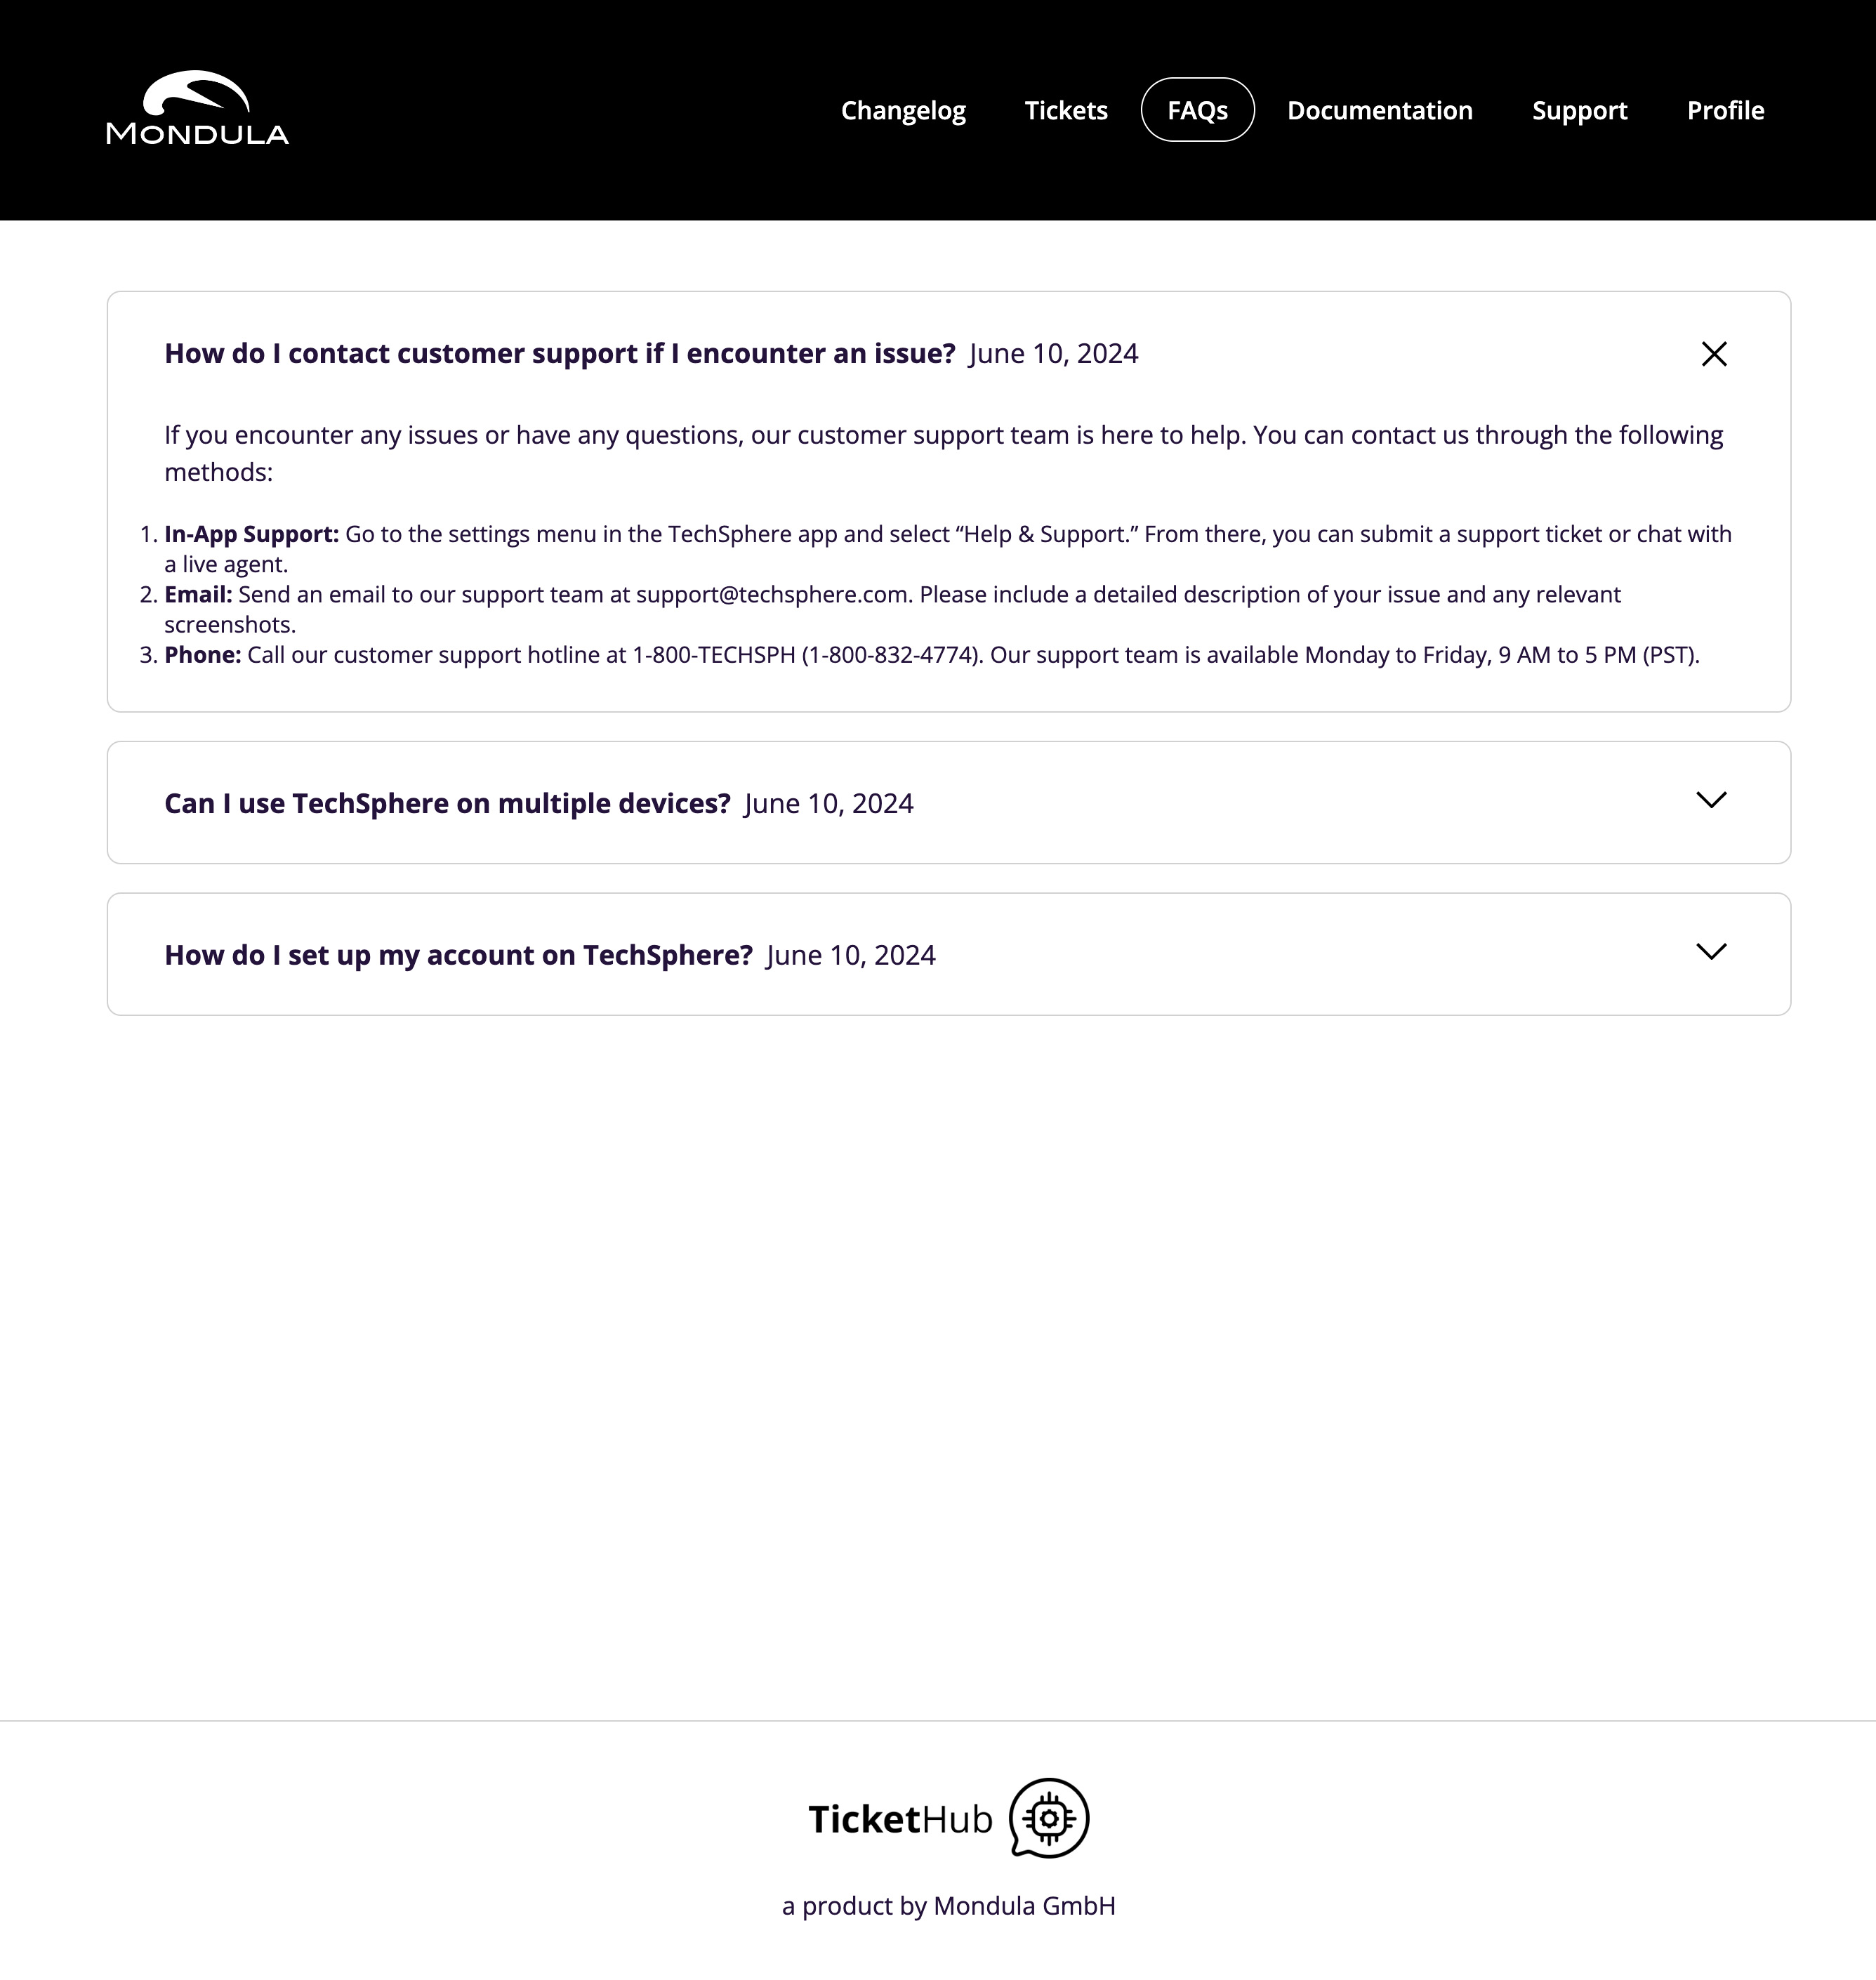 MONDULA
Changelog Tickets FAQs Documentation Support Profile
How do I contact customer support if I encounter an issue? June 10, 2024
If you encounter any issues or have any questions, our customer support team is here to help. You can contact us through the following
methods:
1. In-App Support: Go to the settings menu in the TechSphere app and select “Help & Support.” From there, you can submit a support ticket or chat with
a live agent.
2. Email: Send an email to our support team at support@techsphere.com. Please include a detailed description of your issue and any relevant
screenshots.
3. Phone: Call our customer support hotline at 1-800-TECHSPH (1-800-832-4774). Our support team is available Monday to Friday, 9 AM to 5 PM (PST).
Can I use TechSphere on multiple devices? June 10, 2024
How do I set up my account on TechSphere? June 10, 2024
TicketHub
a product by Mondula GmbH